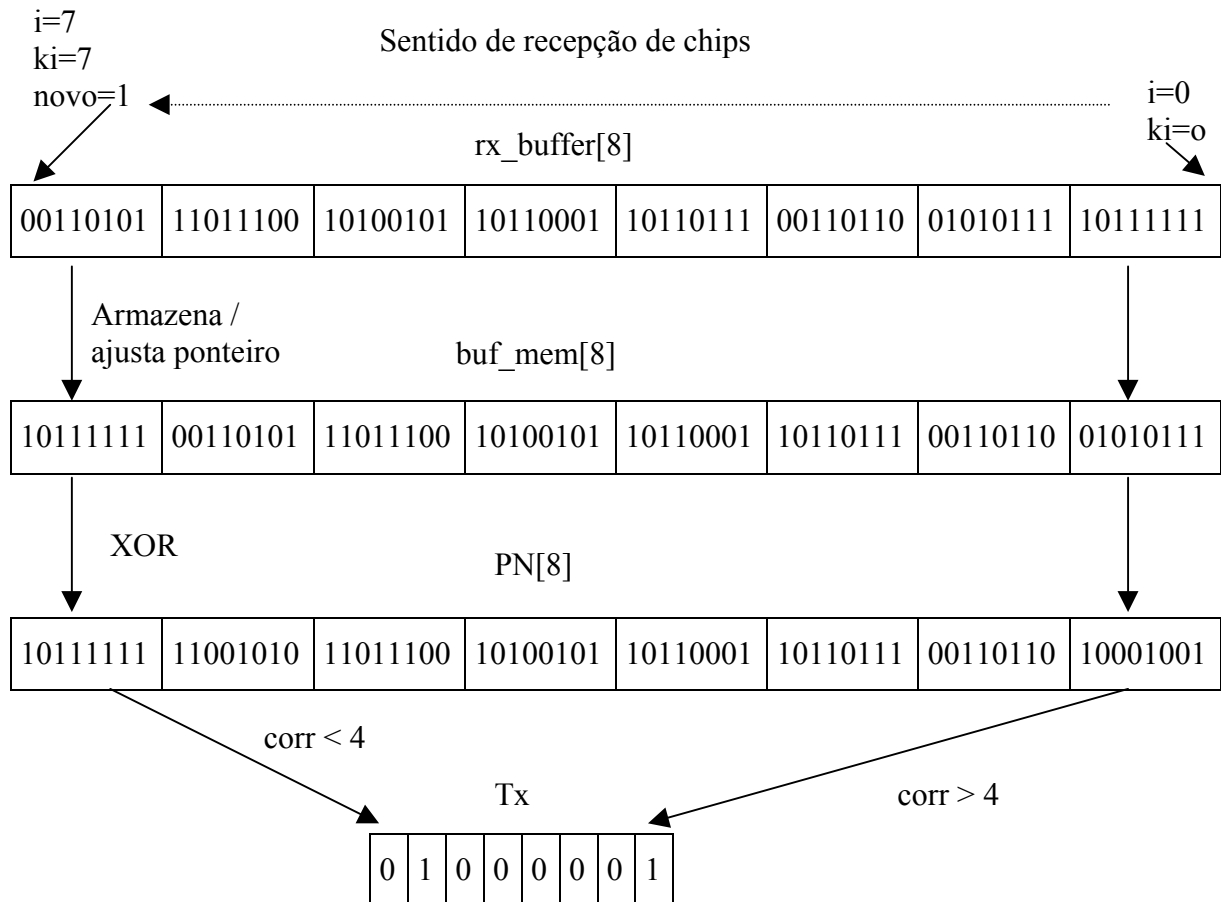 i=7
ki=7
novo=1
Sentido de recepção de chips
i=0
ki=o
rx_buffer[8]
00110101 11011100 10100101 10110001 10110111 00110110 01010111 10111111
Armazena /
ajusta ponteiro
buf_mem[8]
10111111 00110101 11011100 10100101 10110001 10110111 00110110 01010111
XOR
PN[8]
10111111 11001010 11011100 10100101 10110001 10110111 00110110 10001001
corr < 4
Tx
corr > 4
0 1 0 0 0 0 0 1